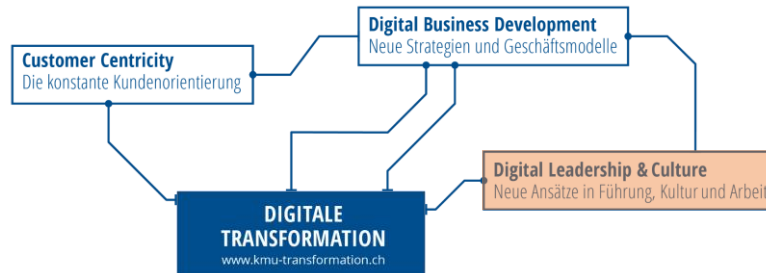 Digital Business Development
Neue Strategien und Geschäftsmodelle
Customer Centricity
Die konstante Kundenorientierung
Digital Leadership & Culture
Neue Ansätze in Führung, Kultur und Arbeit
DIGITALE
TRANSFORMATION
www.kmu-transformation.ch